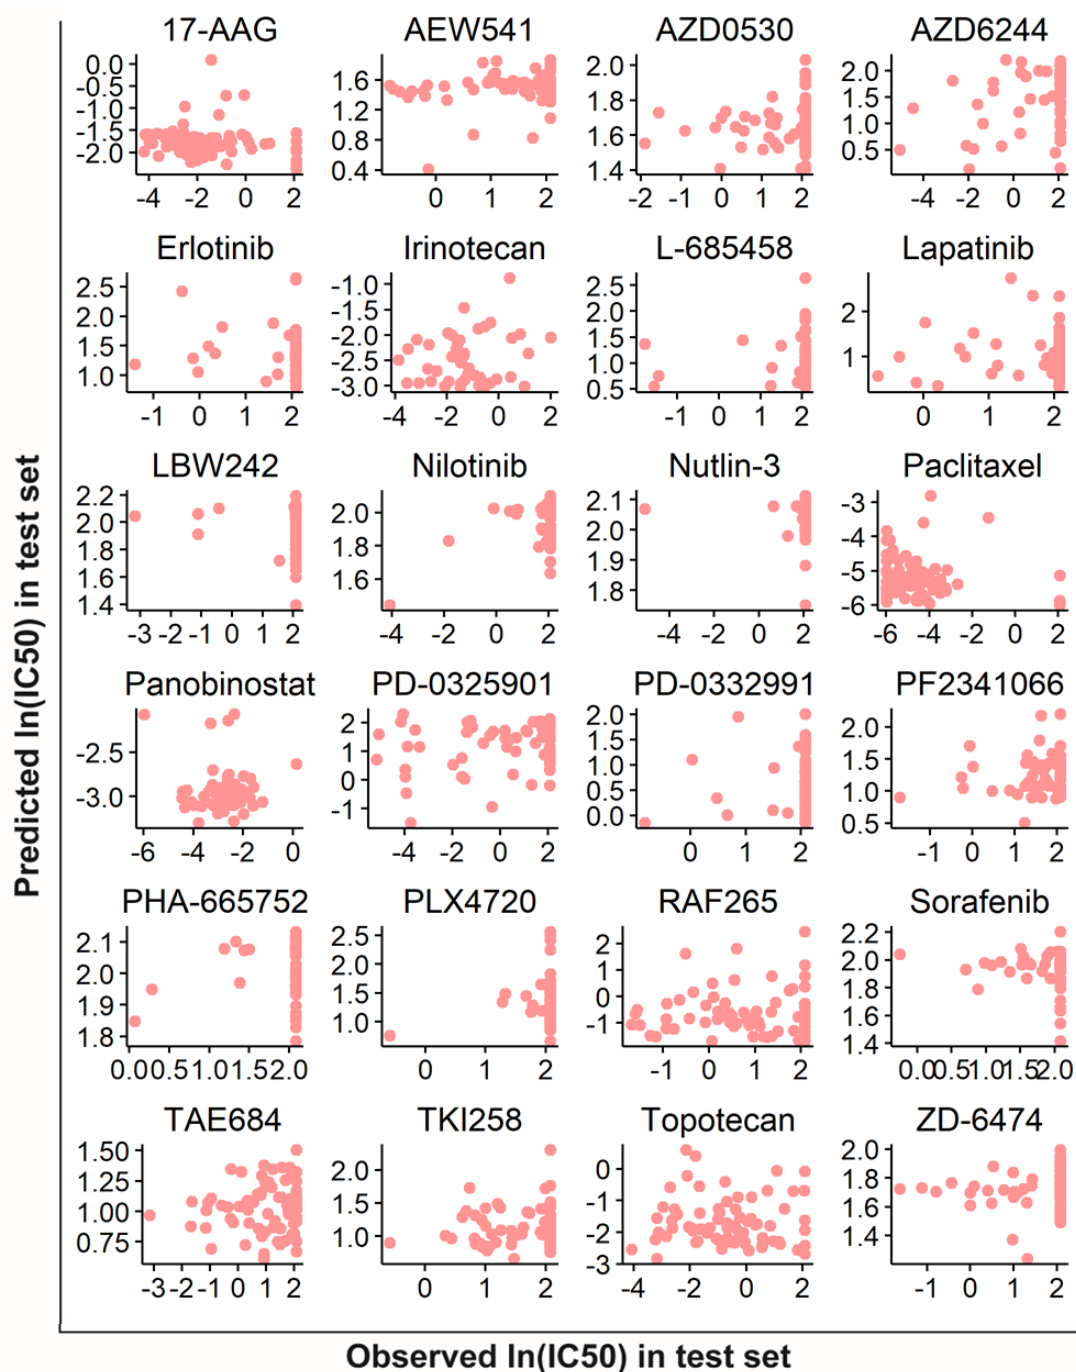 17-AAG AEW541 AZD0530 AZD6244
0.0 -0.5 -1.0 -1.5 -2.0
1.6 1.2 0.8 0.4
2.0 1.8 1.6 1.4
2.0 1.5 1.0 0.5
-4 -2 0 2
0 1 2
-2 -1 0 1 2
-4 -2 0 2
Erlotinib Irinotecan L-685458 Lapatinib
2.5 2.0 1.5 1.0
-1.0 -1.5 -2.0 -2.5 -3.0
2.5 2.0 1.5 1.0 0.5
2 1
-1 0 1 2
-4 -2 0 2
-1 0 1 2
0 1 2
LBW242 Nilotinib Nutlin-3 Paclitaxel
2.2 2.0 1.8 1.6 1.4
2.0 1.8 1.6
2.1 2.0 1.9 1.8
-3 -4 -5 -6
-3 -2 -1 0 1 2
-4 -2 0 2
-4 -2 0 2
-6 -4 -2 0 2
Panobinostat PD-0325901 PD-0332991 PF2341066
-2.5 -3.0
2 1 0 -1
2.0 1.5 1.0 0.5 0.0
2.0 1.5 1.0 0.5
-6 -4 -2 0
-4 -2 0 2
0 1 2
-1 0 1 2
PHA-665752 PLX4720 RAF265 Sorafenib
2.1 2.0 1.9 1.8
2.5 2.0 1.5 1.0
2 1 0 -1
2.2 2.0 1.8 1.6 1.4
0.0 0.5 1.0 1.5 2.0
0 1 2
-1 0 1 2
0.0 0.5 1.0 1.5 2.0
TAE684 TKI258 Topotecan ZD-6474
1.50 1.25 1.00 0.75
2.0 1.5 1.0
0 -1 -2 -3
2.0 1.8 1.6 1.4
-3 -2 -1 0 1 2
0 1 2
-4 -2 0 2
-1 0 1 2
Predicted ln(IC50) in test set
Observed ln(IC50) in test set